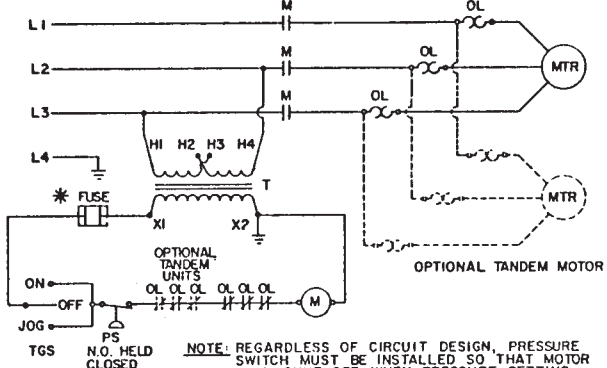 L1
M
OL
L2
M
OL
MTR
L3
M
OL
H1 H2 H3 H4
L4
T
* FUSE
X1
X2
MTR
OPTIONAL TANDEM MOTOR
OPTIONAL
TANDEM
UNITS
OL OL OL OL OL OL
ON
OFF
JOG
M
PS
TGS
N.O. HELD
CLOSED
NOTE: REGARDLESS OF CIRCUIT DESIGN, PRESSURE
SWITCH MUST BE INSTALLED SO THAT MOTOR